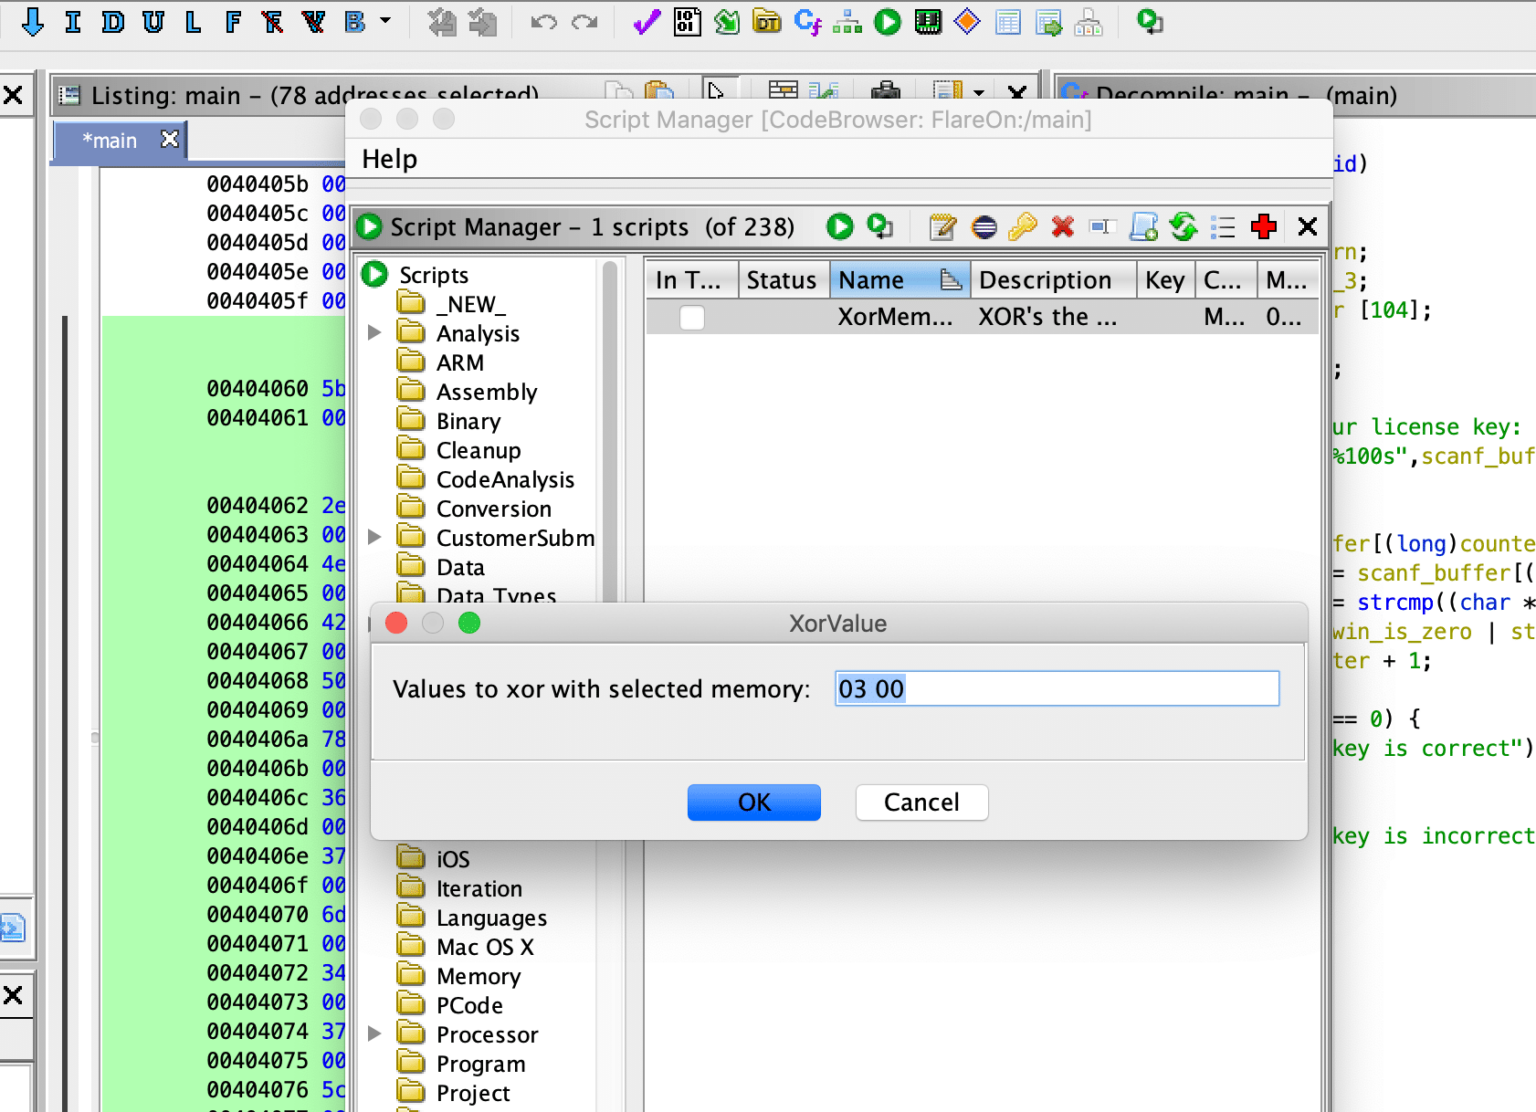 I D U L F F V B
Listing: main – (78 addresses selected)
Decompile: main – (main)
*main
Script Manager [CodeBrowser: FlareOn:/main]
Help
Script Manager – 1 scripts (of 238)
In T... Status Name Description Key C... M...
XorMem... XOR's the ... M... 0...
Scripts
_NEW_
Analysis
ARM
Assembly
Binary
Cleanup
CodeAnalysis
Conversion
CustomerSubm
Data
Data Types
iOS
Iteration
Languages
Mac OS X
Memory
PCode
Processor
Program
Project
0040405b 00
0040405c 00
0040405d 00
0040405e 00
0040405f 00
00404060 5b
00404061 00
00404062 2e
00404063 00
00404064 4e
00404065 00
00404066 42
00404067 00
00404068 50
00404069 00
0040406a 78
0040406b 00
0040406c 36
0040406d 00
0040406e 37
0040406f 00
00404070 6d
00404071 00
00404072 34
00404073 00
00404074 37
00404075 00
00404076 5c
XorValue
Values to xor with selected memory: 03 00
OK Cancel
id)
rn;
_3;
r [104];
;
ur license key:
%100s",scanf_buf
fer[(long)counte
= scanf_buffer[(
= strcmp((char *
win_is_zero | st
ter + 1;
== 0) {
key is correct")
key is incorrect